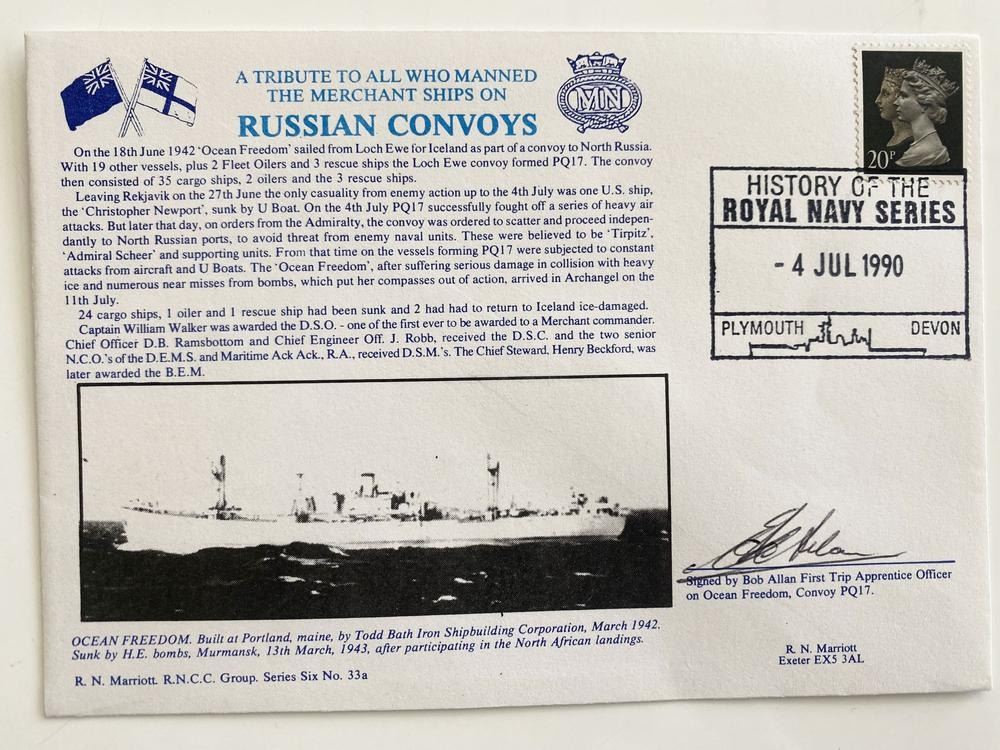 A TRIBUTE TO ALL WHO MANNED
THE MERCHANT SHIPS ON
RUSSIAN CONVOYS
MN
20P
On the 18th June 1942 'Ocean Freedom' sailed from Loch Ewe for Iceland as part of a convoy to North Russia.
With 19 other vessels, plus 2 Fleet Oilers and 3 rescue ships the Loch Ewe convoy formed PQ17. The convoy
then consisted of 35 cargo ships, 2 oilers and the 3 rescue ships.
Leaving Rekjavik on the 27th June the only casuality from enemy action up to the 4th July was one U.S. ship,
the 'Christopher Newport', sunk by U Boat. On the 4th July PQ17 successfully fought off a series of heavy air
attacks. But later that day, on orders from the Admiralty, the convoy was ordered to scatter and proceed indepen-
dantly to North Russian ports, to avoid threat from enemy naval units. These were believed to be 'Tirpitz',
'Admiral Scheer' and supporting units. From that time on the vessels forming PQ17 were subjected to constant
attacks from aircraft and U Boats. The 'Ocean Freedom', after suffering serious damage in collision with heavy
ice and numerous near misses from bombs, which put her compasses out of action, arrived in Archangel on the
11th July.
24 cargo ships, 1 oiler and 1 rescue ship had been sunk and 2 had had to return to Iceland ice-damaged.
Captain William Walker was awarded the D.S.O. - one of the first ever to be awarded to a Merchant commander.
Chief Officer D.B. Ramsbottom and Chief Engineer Off. J. Robb, received the D.S.C. and the two senior
N.C.O.'s of the D.E.M.S. and Maritime Ack Ack., R.A., received D.S.M.'s. The Chief Steward, Henry Beckford, was
later awarded the B.E.M.
HISTORY OF THE
ROYAL NAVY SERIES
- 4 JUL 1990
PLYMOUTH DEVON
Signed by Bob Allan First Trip Apprentice Officer
on Ocean Freedom, Convoy PQ17.
OCEAN FREEDOM. Built at Portland, maine, by Todd Bath Iron Shipbuilding Corporation, March 1942.
Sunk by H.E. bombs, Murmansk, 13th March, 1943, after participating in the North African landings.
R. N. Marriott. R.N.C.C. Group. Series Six No. 33a
R. N. Marriott
Exeter EX5 3AL